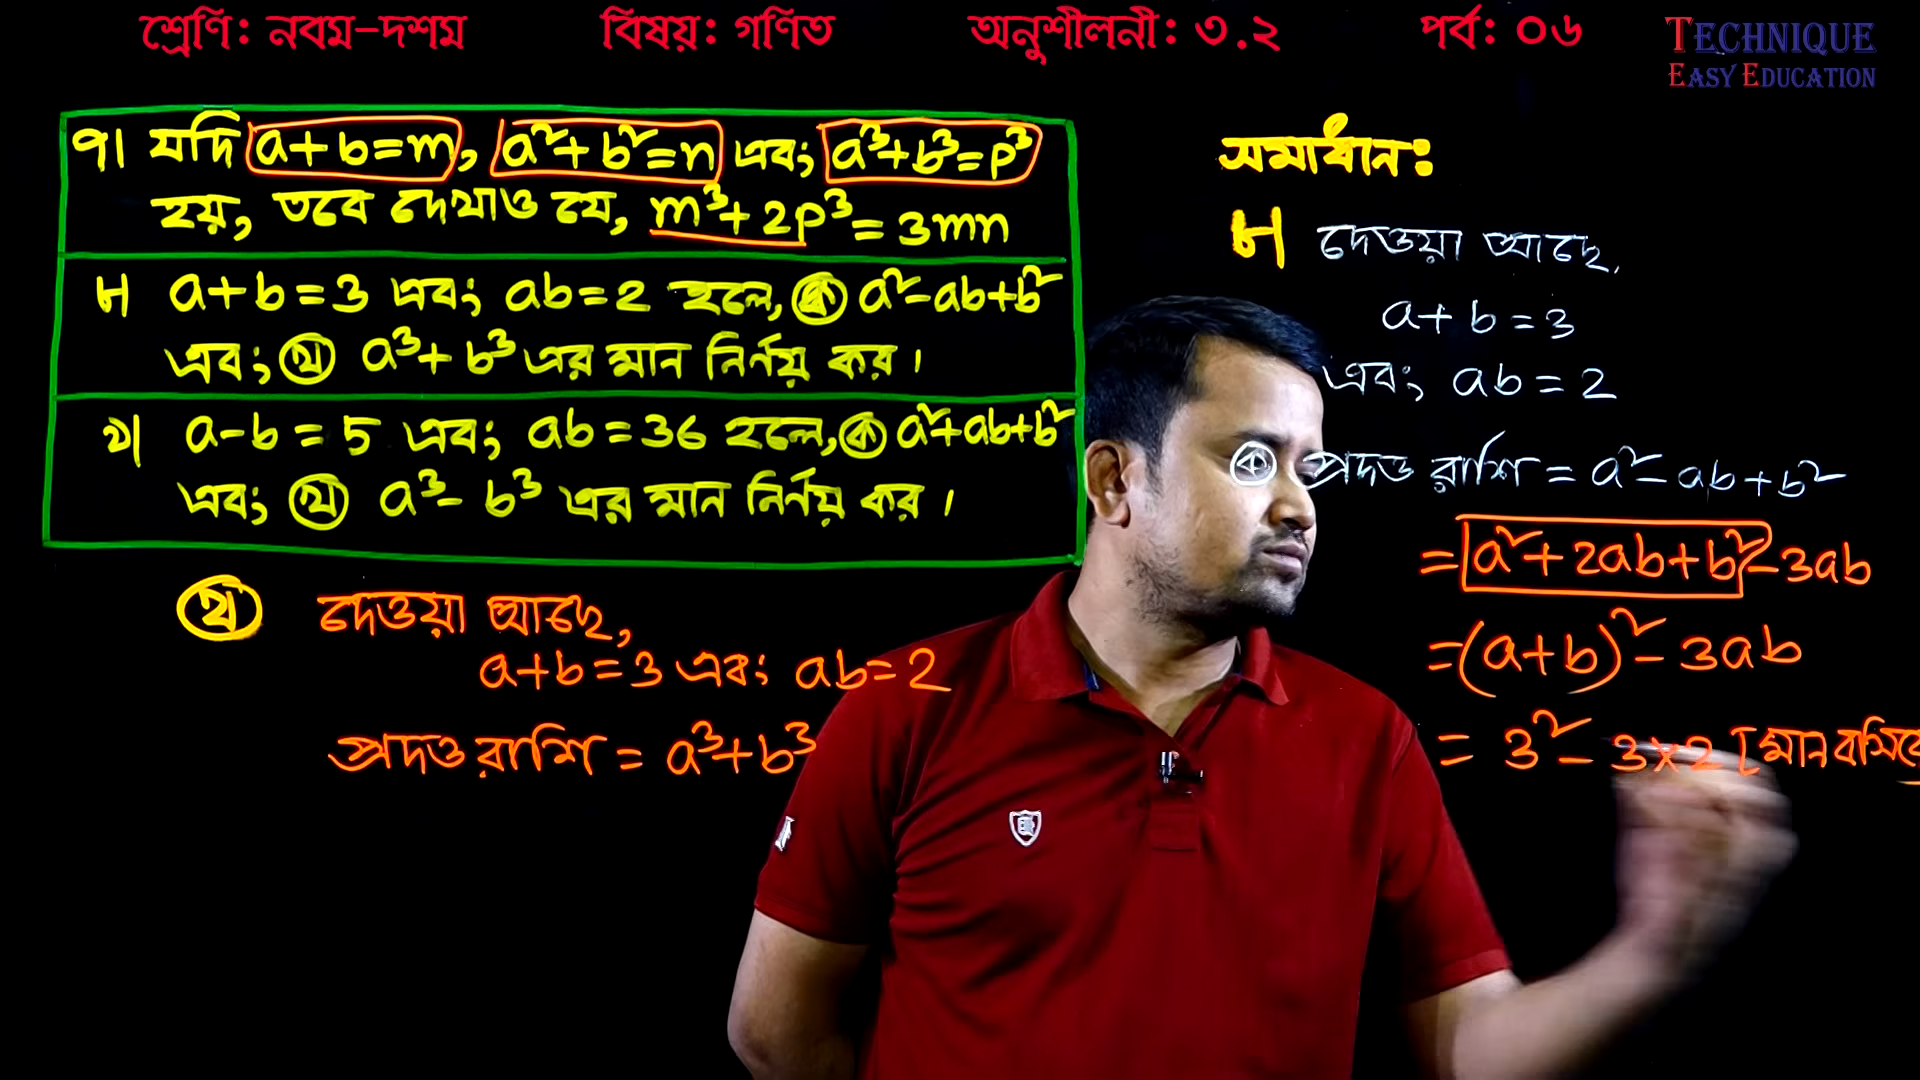 শ্রেণি: নবম-দশম বিষয়: গণিত অনুশীলনী: ৩.২ পর্ব: ০৬
TECHNIQUE
EASY EDUCATION
৭। যদি a+b=m, a²+b²=n এবং a³+b³=p³
হয়, তবে দেখাও যে, m³+2p³=3mn
৮। a+b=3 এবং ab=2 হলে, (ক) a²-ab+b²
এবং (খ) a³+b³ এর মান নির্ণয় কর।
৯। a-b=5 এবং ab=36 হলে, (ক) a²+ab+b²
এবং (খ) a³-b³ এর মান নির্ণয় কর।
(খ) দেওয়া আছে,
a+b=3 এবং ab=2
প্রদত্ত রাশি = a³+b³
সমাধান:
৮। দেওয়া আছে,
a+b=3
এবং ab=2
(ক) প্রদত্ত রাশি = a²-ab+b²
= a²+2ab+b²-3ab
=(a+b)²-3ab
= 3²-3×2 [মান বসিয়ে